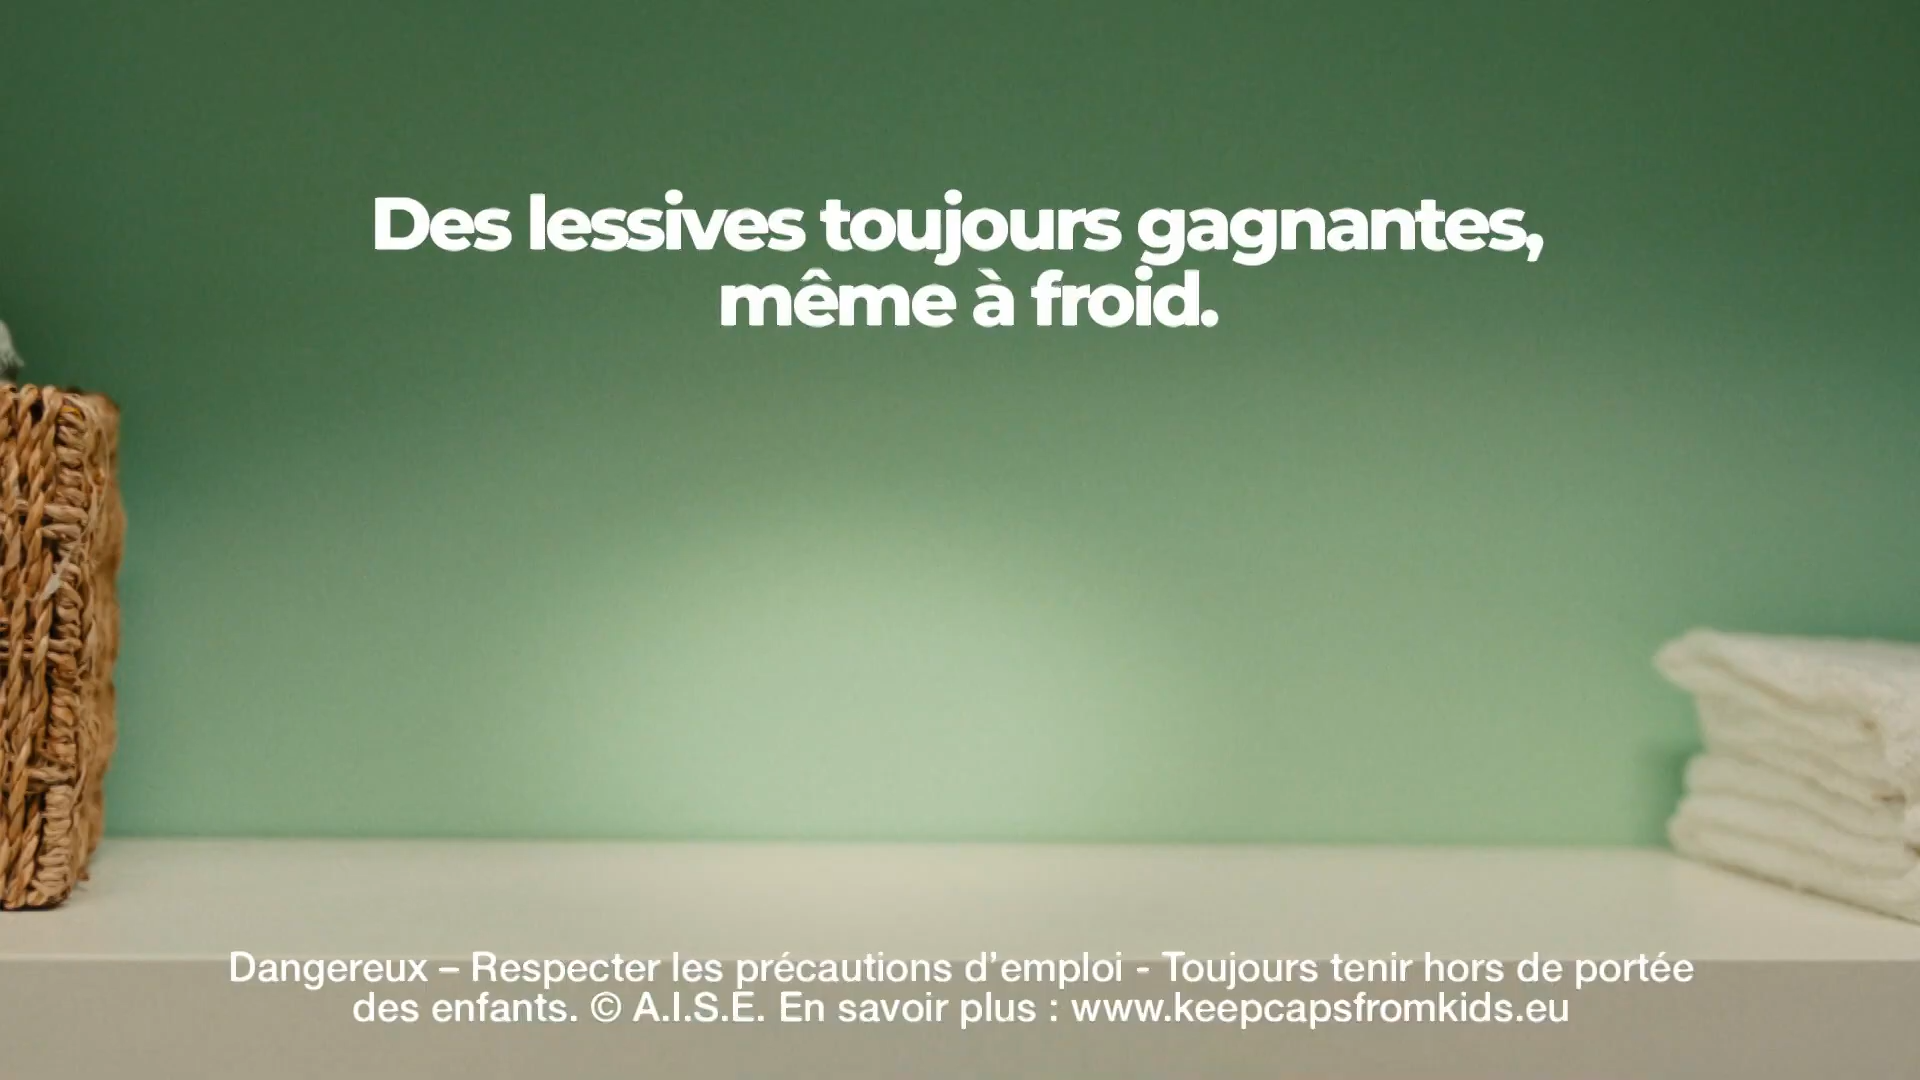 Des lessives toujours gagnantes,
même à froid.
Dangereux – Respecter les précautions d’emploi - Toujours tenir hors de portée
des enfants. © A.I.S.E. En savoir plus : www.keepcapsfromkids.eu